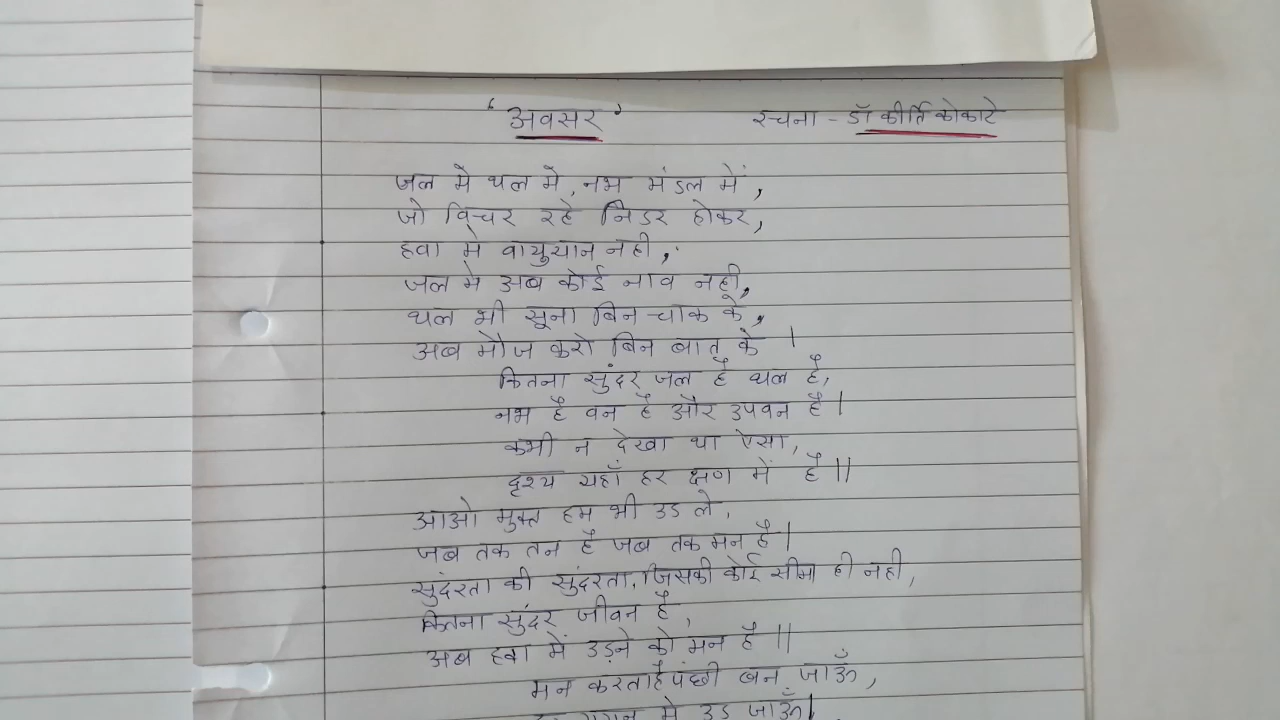 'अवसर' रचना - डॉ कीर्ति कोकाटे
जल मे थल मे, नभ मंडल में,
जो विचर रहे निडर होकर,
हवा मे वायुयान नही,
जल मे अब कोई नाव नही,
थल भी सूना बिन चाक के,
अब मौज करो बिन बात के ।
कितना सुंदर जल है थल है,
नभ है वन है और उपवन है।
कभी न देखा था ऐसा,
दृश्य यहाँ हर क्षण में है ॥
आओ मुक्त हम भी उड ले,
जब तक तन है जब तक मन है।
सुंदरता की सुंदरता, जिसकी कोई सीमा ही नही,
कितना सुंदर जीवन है,
अब हवा में उड़ने को मन है ॥
मन करता है पंछी बन जाऊँ,
गगन मे उड जाऊँ।